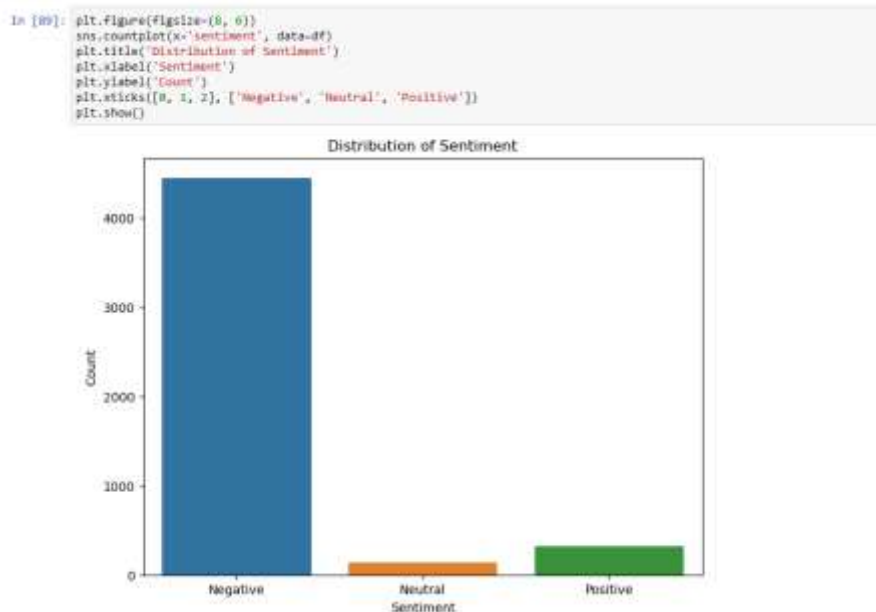 In [89]: plt.figure(figsize=(8, 6))
sns.countplot(x='sentiment', data=df)
plt.title('Distribution of Sentiment')
plt.xlabel('Sentiment')
plt.ylabel('Count')
plt.xticks([0, 1, 2], ['Negative', 'Neutral', 'Positive'])
plt.show()
Distribution of Sentiment
4000
3000
2000
1000
0
Count
Negative Neutral Positive
Sentiment